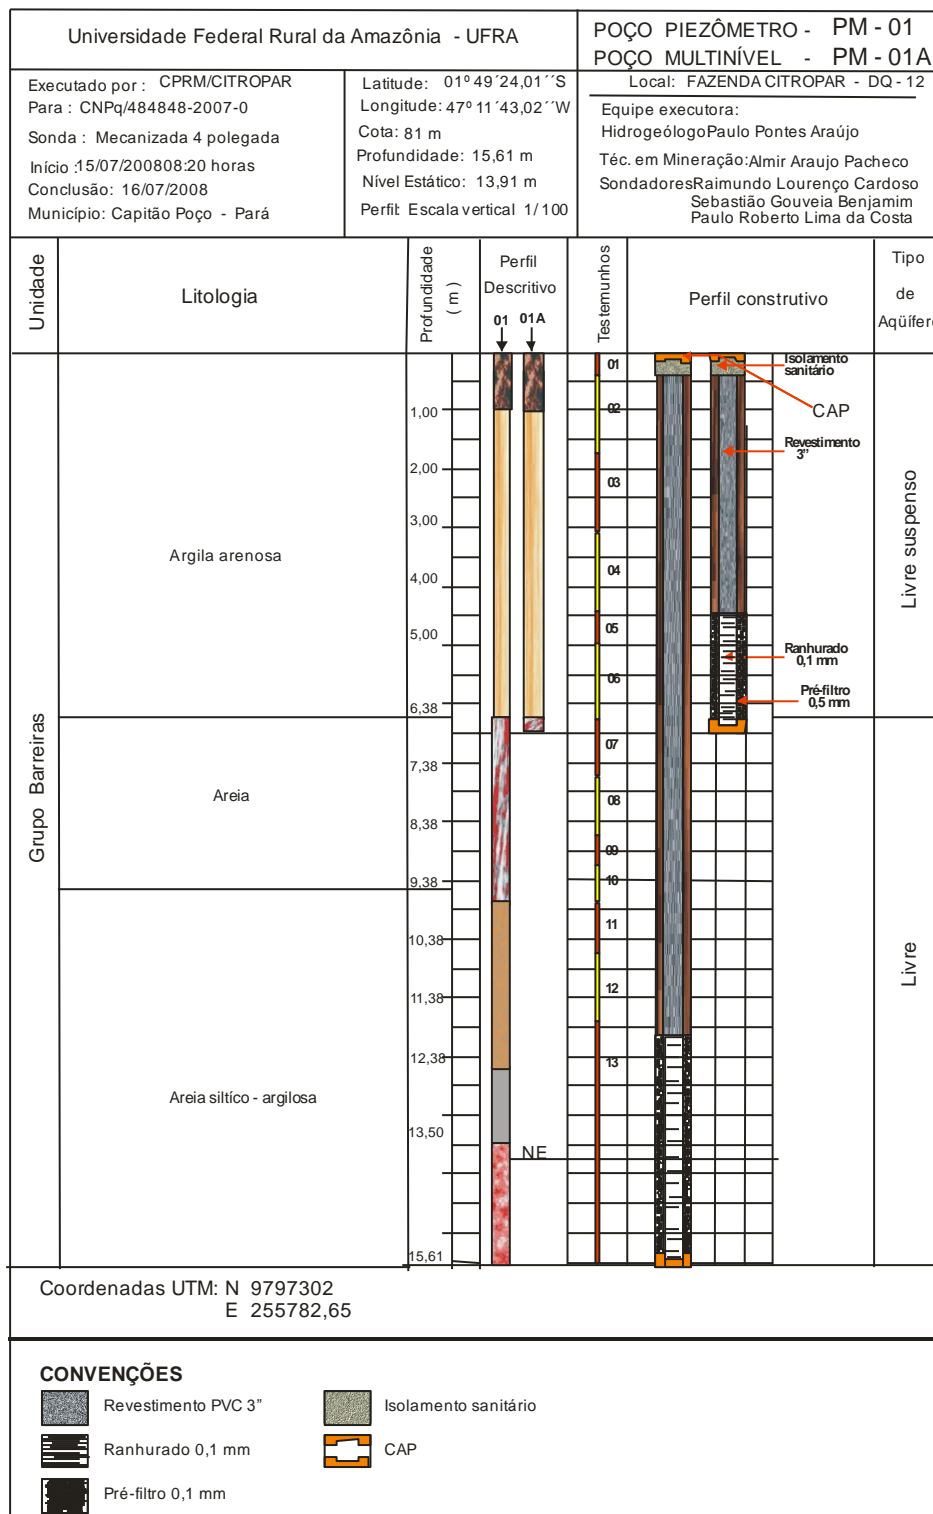 Universidade Federal Rural da Amazônia - UFRA
POÇO PIEZÔMETRO - PM - 01
POÇO MULTINÍVEL - PM - 01A
Executado por : CPRM/CITROPAR
Para : CNPq/484848-2007-0
Sonda : Mecanizada 4 polegada
Início :15/07/200808:20 horas
Conclusão: 16/07/2008
Município: Capitão Poço - Pará
Latitude: 01º 49´24,01´´S
Longitude: 47º 11´43,02´´W
Cota: 81 m
Profundidade: 15,61 m
Nível Estático: 13,91 m
Perfil: Escala vertical 1/100
Local: FAZENDA CITROPAR - DQ - 12
Equipe executora:
HidrogeólogoPaulo Pontes Araújo
Téc. em Mineração:Almir Araujo Pacheco
SondadoresRaimundo Lourenço Cardoso
Sebastião Gouveia Benjamim
Paulo Roberto Lima da Costa
Unidade
Litologia
Profundidade
( m )
Perfil
Descritivo
01 01A
Testemunhos
Perfil construtivo
Tipo
de
Aqüífero
Grupo Barreiras
Argila arenosa
Areia
Areia siltíco - argilosa
1,00
2,00
3,00
4,00
5,00
6,38
7,38
8,38
9,38
10,38
11,38
12,38
13,50
15,61
NE
01
02
03
04
05
06
07
08
09
10
11
12
13
Isolamento
sanitário
CAP
Revestimento
3”
Ranhurado
0,1 mm
Pré-filtro
0,5 mm
Livre suspenso
Livre
Coordenadas UTM: N 9797302
E 255782,65
CONVENÇÕES
Revestimento PVC 3”
Isolamento sanitário
Ranhurado 0,1 mm
CAP
Pré-filtro 0,1 mm